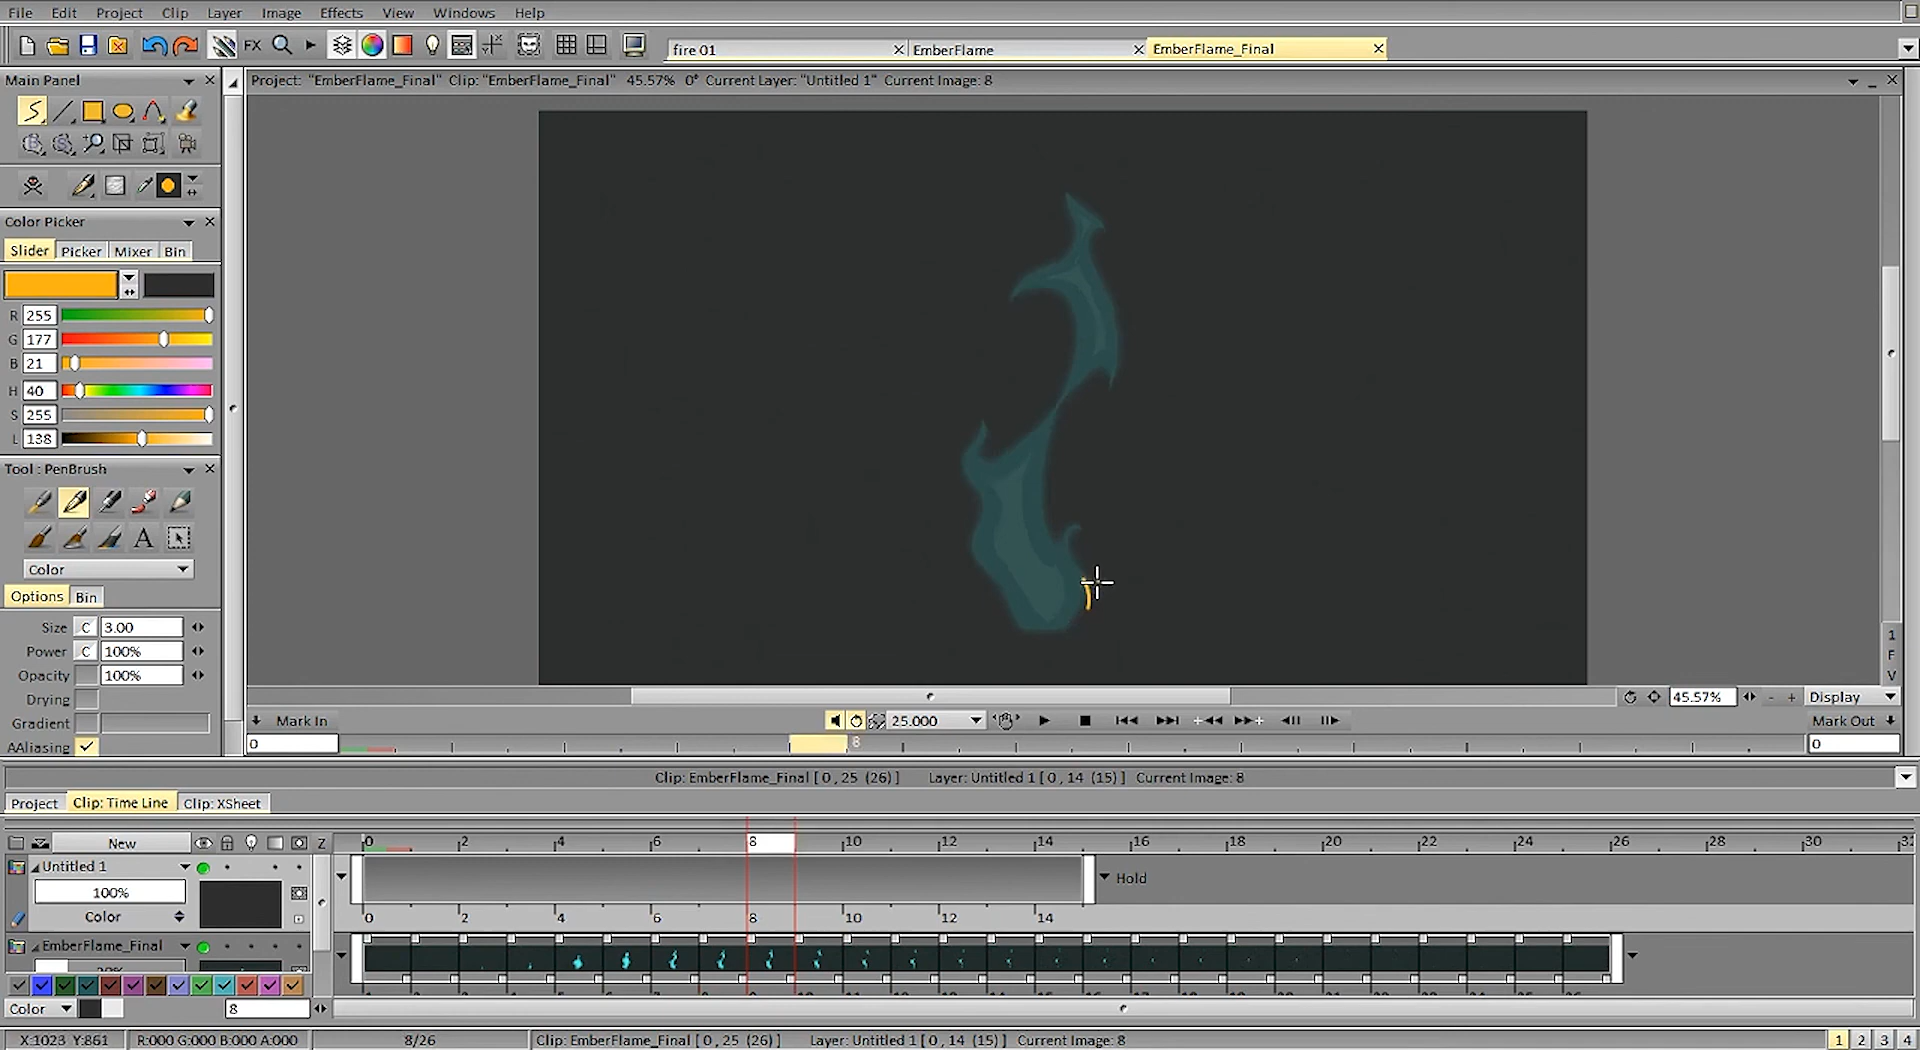 File Edit Project Clip Layer Image Effects View Windows Help
FX
fire 01 EmberFlame EmberFlame_Final
Main Panel
Project: "EmberFlame_Final" Clip: "EmberFlame_Final" 45.57% 0° Current Layer: "Untitled 1" Current Image: 8
Color Picker
Slider Picker Mixer Bin
R 255
G 177
B 21
H 40
S 255
L 138
Tool : PenBrush
A
Color
Options Bin
Size C 3.00
Power C 100%
Opacity 100%
Drying
Gradient
AAliasing
1
F
V
45.57% - + Display
Mark In 25.000 Mark Out
0 8 0
Clip: EmberFlame_Final [ 0 , 25 (26) ] Layer: Untitled 1 [ 0 , 14 (15) ] Current Image: 8
Project Clip: Time Line Clip: XSheet
New Z 0 2 4 6 8 10 12 14 16 18 20 22 24 26 28 30 32
Untitled 1
100% Hold
Color 0 2 4 6 8 10 12 14
EmberFlame_Final
Color 8
X:1023 Y:861 R:000 G:000 B:000 A:000 8/26 Clip: EmberFlame_Final [ 0 , 25 (26) ] Layer: Untitled 1 [ 0 , 14 (15) ] Current Image: 8 1 2 3 4